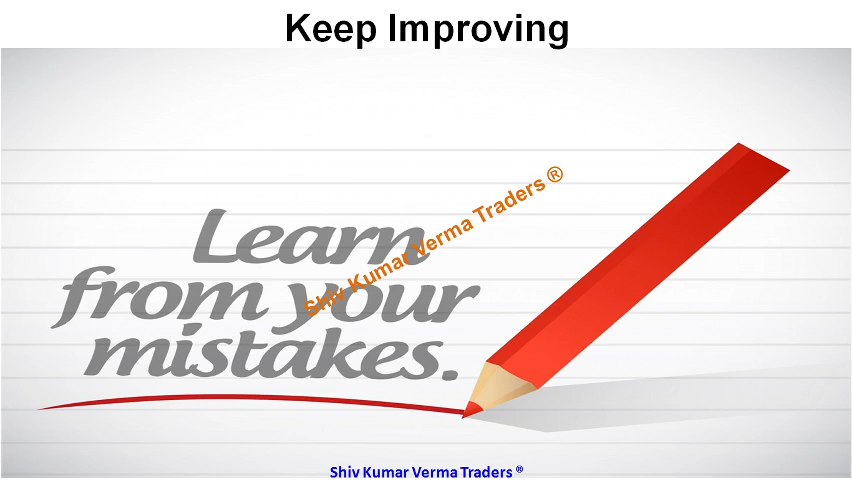 Keep Improving
Learn
from your
mistakes.
Shiv Kumar Verma Traders ®
Shiv Kumar Verma Traders ®